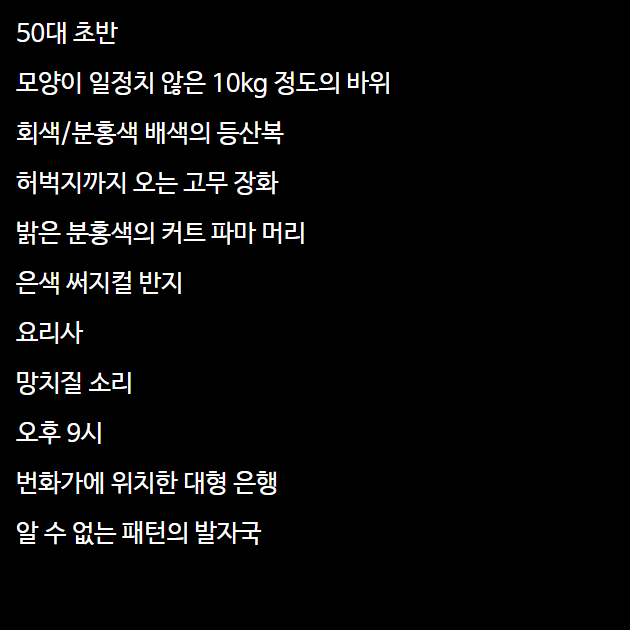 50대 초반
모양이 일정치 않은 10kg 정도의 바위
회색/분홍색 배색의 등산복
허벅지까지 오는 고무 장화
밝은 분홍색의 커트 파마 머리
은색 써지컬 반지
요리사
망치질 소리
오후 9시
번화가에 위치한 대형 은행
알 수 없는 패턴의 발자국